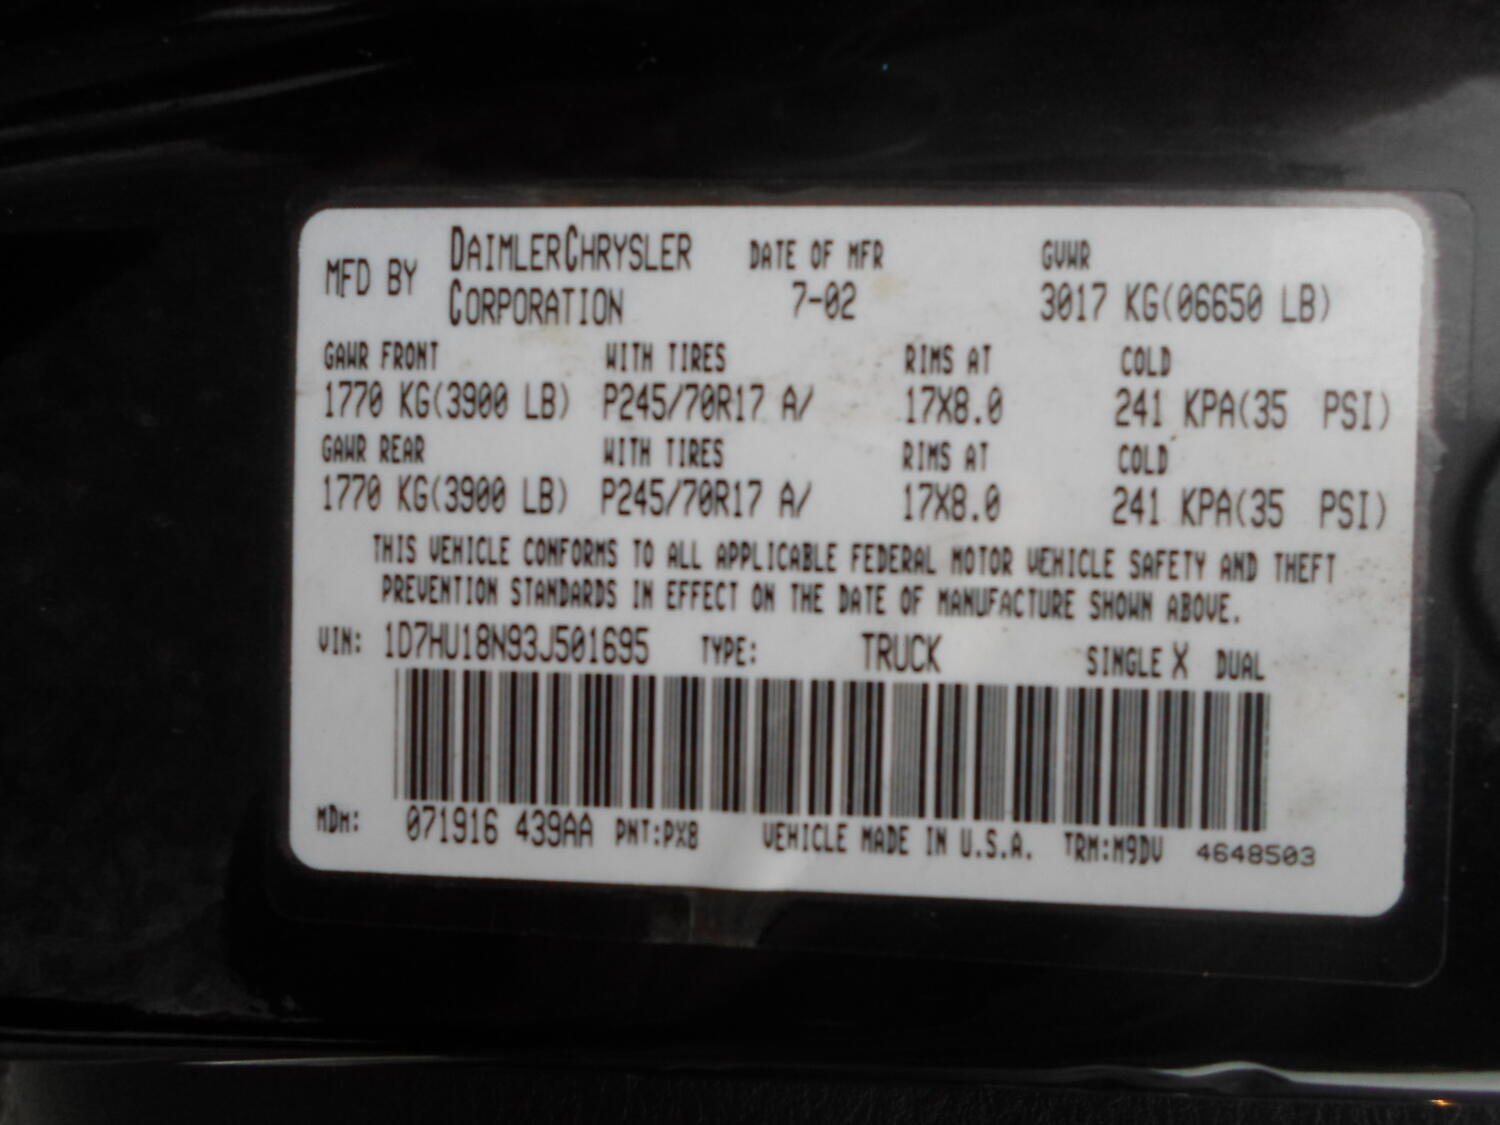 MFD BY DAIMLERCHRYSLER CORPORATION DATE OF MFR 7-02 GVWR 3017 KG(06650 LB)
GAWR FRONT WITH TIRES RIMS AT COLD
1770 KG(3900 LB) P245/70R17 A/ 17X8.0 241 KPA(35 PSI)
GAWR REAR WITH TIRES RIMS AT COLD
1770 KG(3900 LB) P245/70R17 A/ 17X8.0 241 KPA(35 PSI)
THIS VEHICLE CONFORMS TO ALL APPLICABLE FEDERAL MOTOR VEHICLE SAFETY AND THEFT
PREVENTION STANDARDS IN EFFECT ON THE DATE OF MANUFACTURE SHOWN ABOVE.
VIN: 1D7HU18N93J501695 TYPE: TRUCK SINGLE X DUAL
MDH: 071916 439AA PNT:PX8 VEHICLE MADE IN U.S.A. TRM:M9DV 4648503